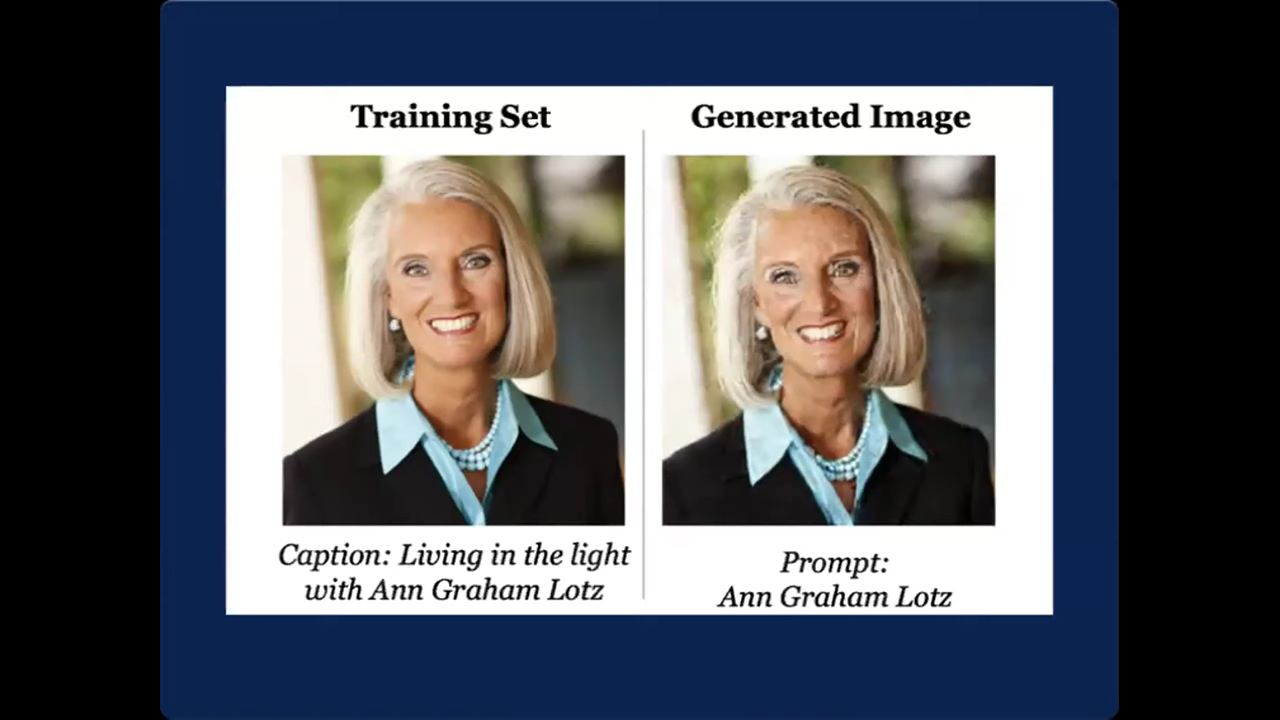 Training Set
Caption: Living in the light
with Ann Graham Lotz
Generated Image
Prompt:
Ann Graham Lotz